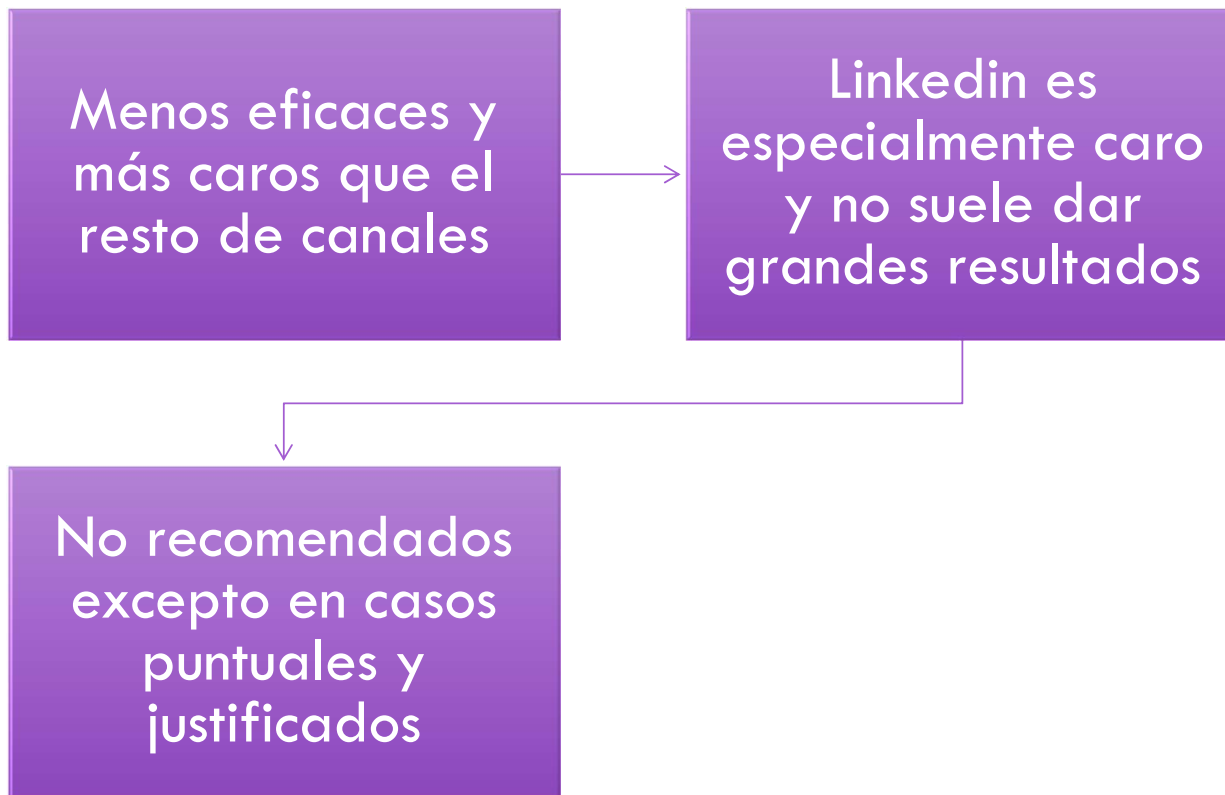 Menos eficaces y
más caros que el
resto de canales
Linkedin es
especialmente caro
y no suele dar
grandes resultados
No recomendados
excepto en casos
puntuales y
justificados